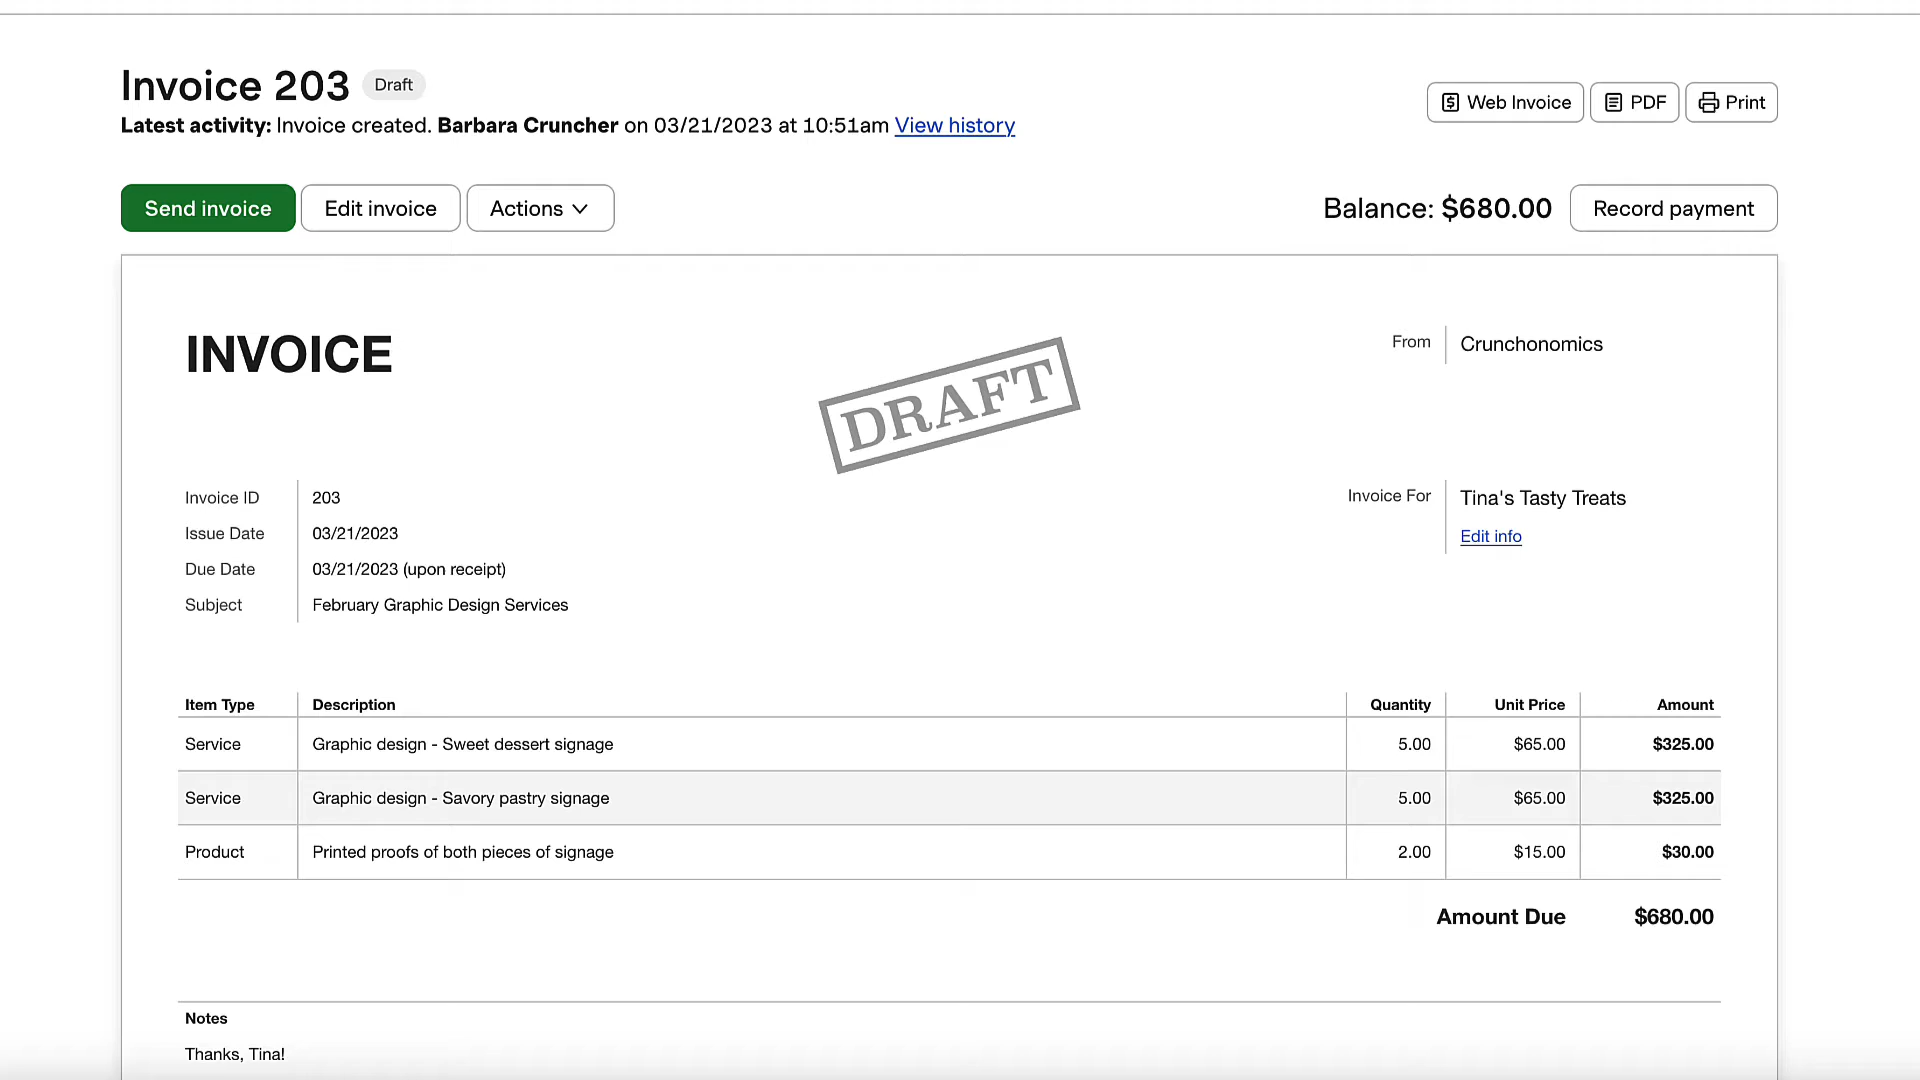 Invoice 203 Draft
Latest activity: Invoice created. Barbara Cruncher on 03/21/2023 at 10:51am View history
Web Invoice PDF Print
Send invoice Edit invoice Actions
Balance: $680.00 Record payment
INVOICE
DRAFT
From Crunchonomics
Invoice ID 203
Issue Date 03/21/2023
Due Date 03/21/2023 (upon receipt)
Subject February Graphic Design Services
Invoice For Tina's Tasty Treats
Edit info
Item Type Description Quantity Unit Price Amount
Service Graphic design - Sweet dessert signage 5.00 $65.00 $325.00
Service Graphic design - Savory pastry signage 5.00 $65.00 $325.00
Product Printed proofs of both pieces of signage 2.00 $15.00 $30.00
Amount Due $680.00
Notes
Thanks, Tina!